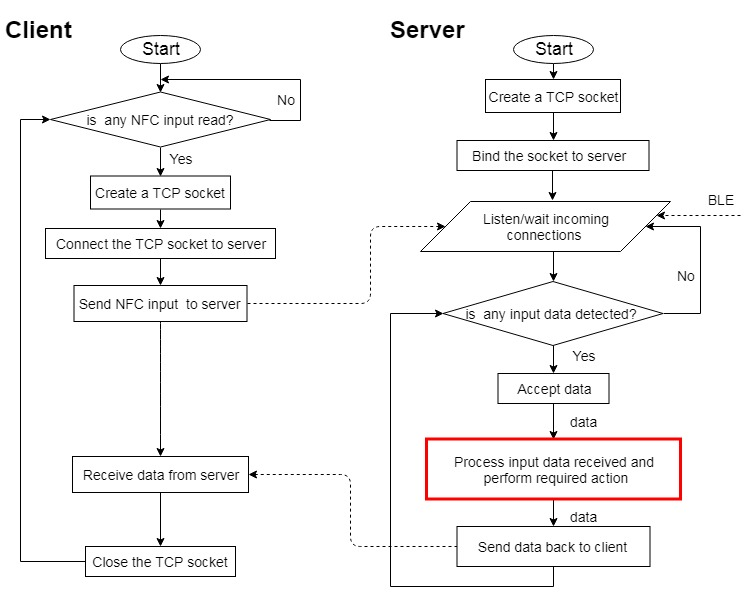 Client
Start
No
is any NFC input read?
Yes
Create a TCP socket
Connect the TCP socket to server
Send NFC input to server
Receive data from server
Close the TCP socket
Server
Start
Create a TCP socket
Bind the socket to server
BLE
Listen/wait incoming
connections
No
is any input data detected?
Yes
Accept data
data
Process input data received and
perform required action
data
Send data back to client